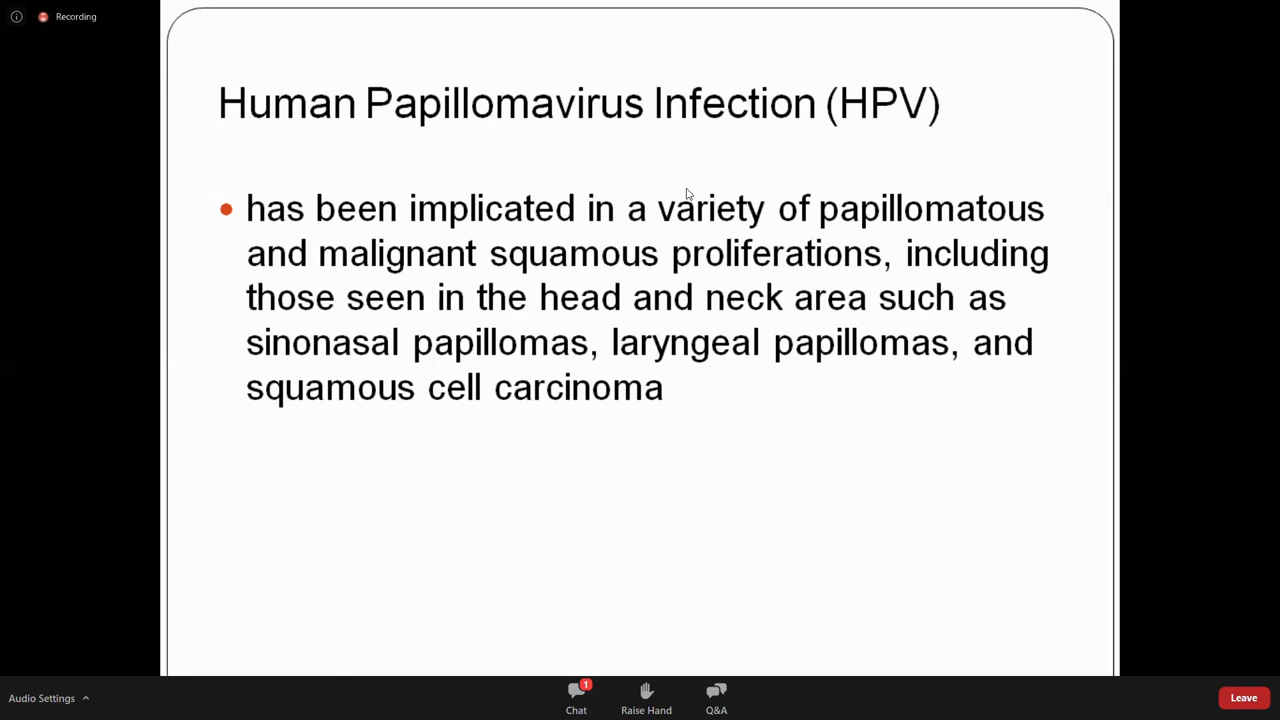 Recording
Human Papillomavirus Infection (HPV)
has been implicated in a variety of papillomatous
and malignant squamous proliferations, including
those seen in the head and neck area such as
sinonasal papillomas, laryngeal papillomas, and
squamous cell carcinoma
Audio Settings
1
Chat
Raise Hand
Q&A
Leave